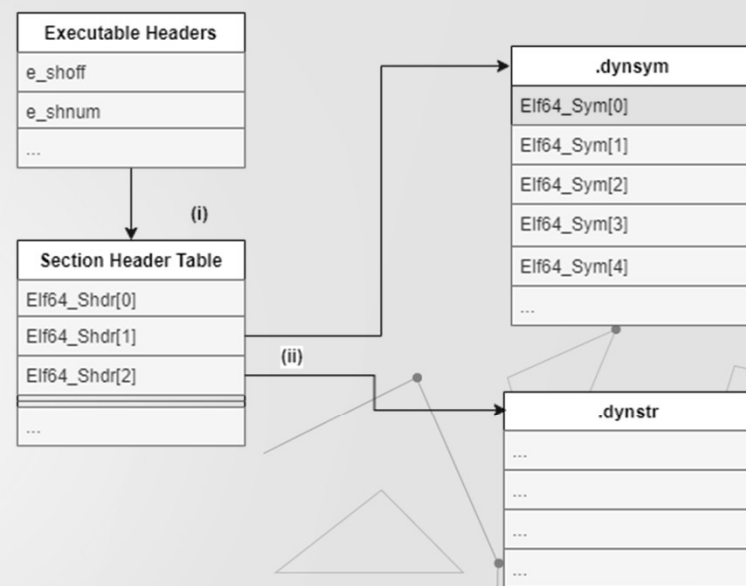 Executable Headers
e_shoff
e_shnum
...
(i)
Section Header Table
Elf64_Shdr[0]
Elf64_Shdr[1]
(ii)
Elf64_Shdr[2]
...
.dynsym
Elf64_Sym[0]
Elf64_Sym[1]
Elf64_Sym[2]
Elf64_Sym[3]
Elf64_Sym[4]
...
.dynstr
...
...
...
...